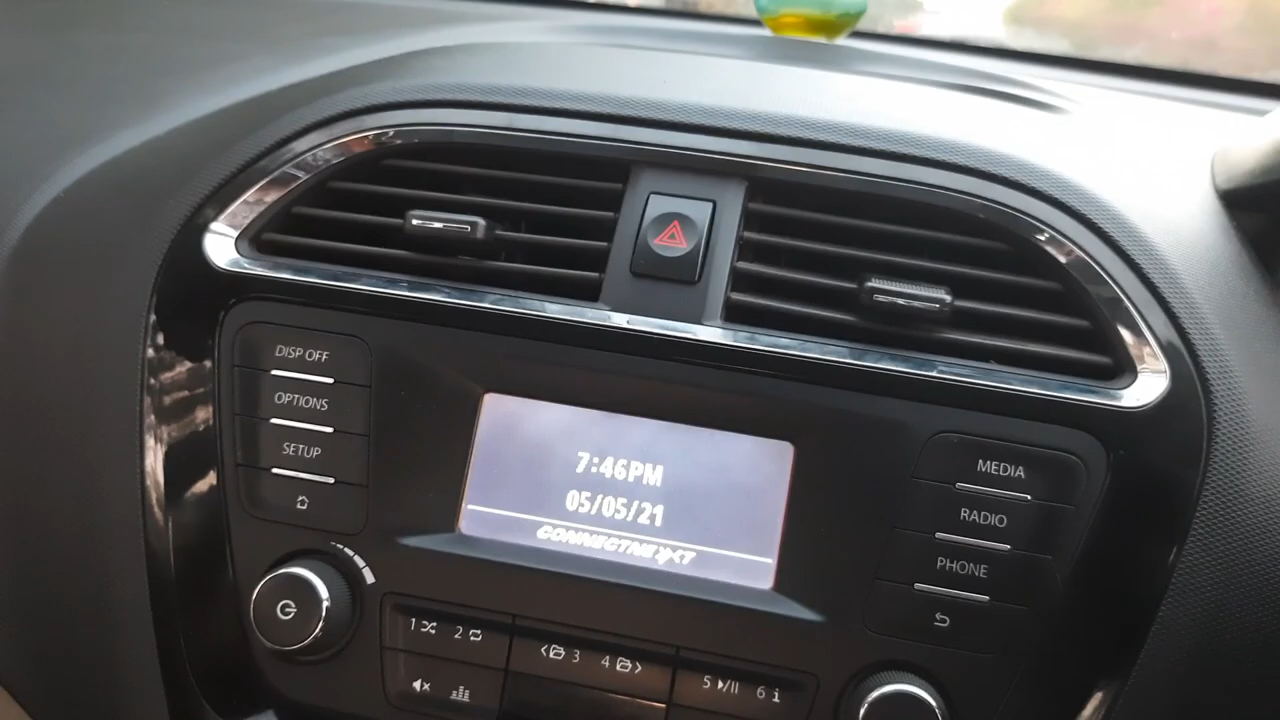 DISP OFF
OPTIONS
SETUP
7:46PM
05/05/21
CONNECTNEXT
MEDIA
RADIO
PHONE
1 2
3 4
5 6 i